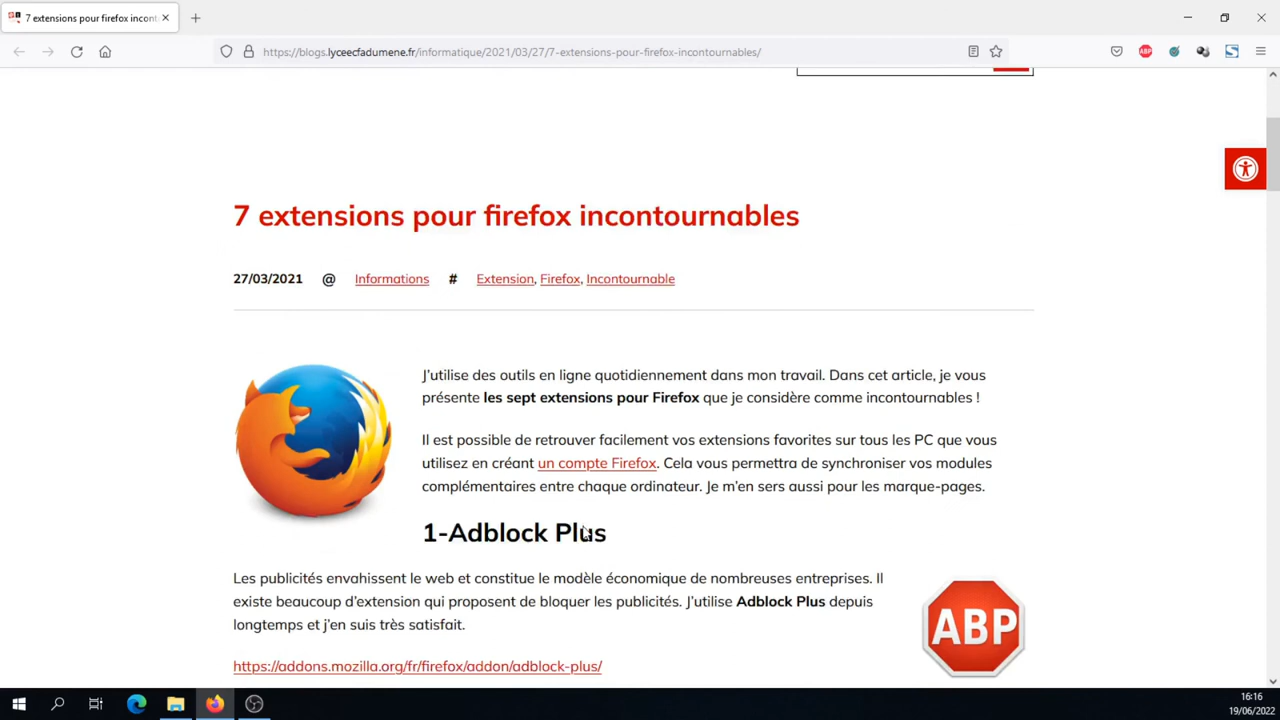 7 extensions pour firefox incont
https://blogs.lyceecfadumene.fr/informatique/2021/03/27/7-extensions-pour-firefox-incontournables/
ABP
7 extensions pour firefox incontournables
27/03/2021 @ Informations # Extension, Firefox, Incontournable
J'utilise des outils en ligne quotidiennement dans mon travail. Dans cet article, je vous
présente les sept extensions pour Firefox que je considère comme incontournables !
Il est possible de retrouver facilement vos extensions favorites sur tous les PC que vous
utilisez en créant un compte Firefox. Cela vous permettra de synchroniser vos modules
complémentaires entre chaque ordinateur. Je m'en sers aussi pour les marque-pages.
1-Adblock Plus
Les publicités envahissent le web et constitue le modèle économique de nombreuses entreprises. Il
existe beaucoup d'extension qui proposent de bloquer les publicités. J'utilise Adblock Plus depuis
longtemps et j'en suis très satisfait.
ABP
https://addons.mozilla.org/fr/firefox/addon/adblock-plus/
16:16
19/06/2022